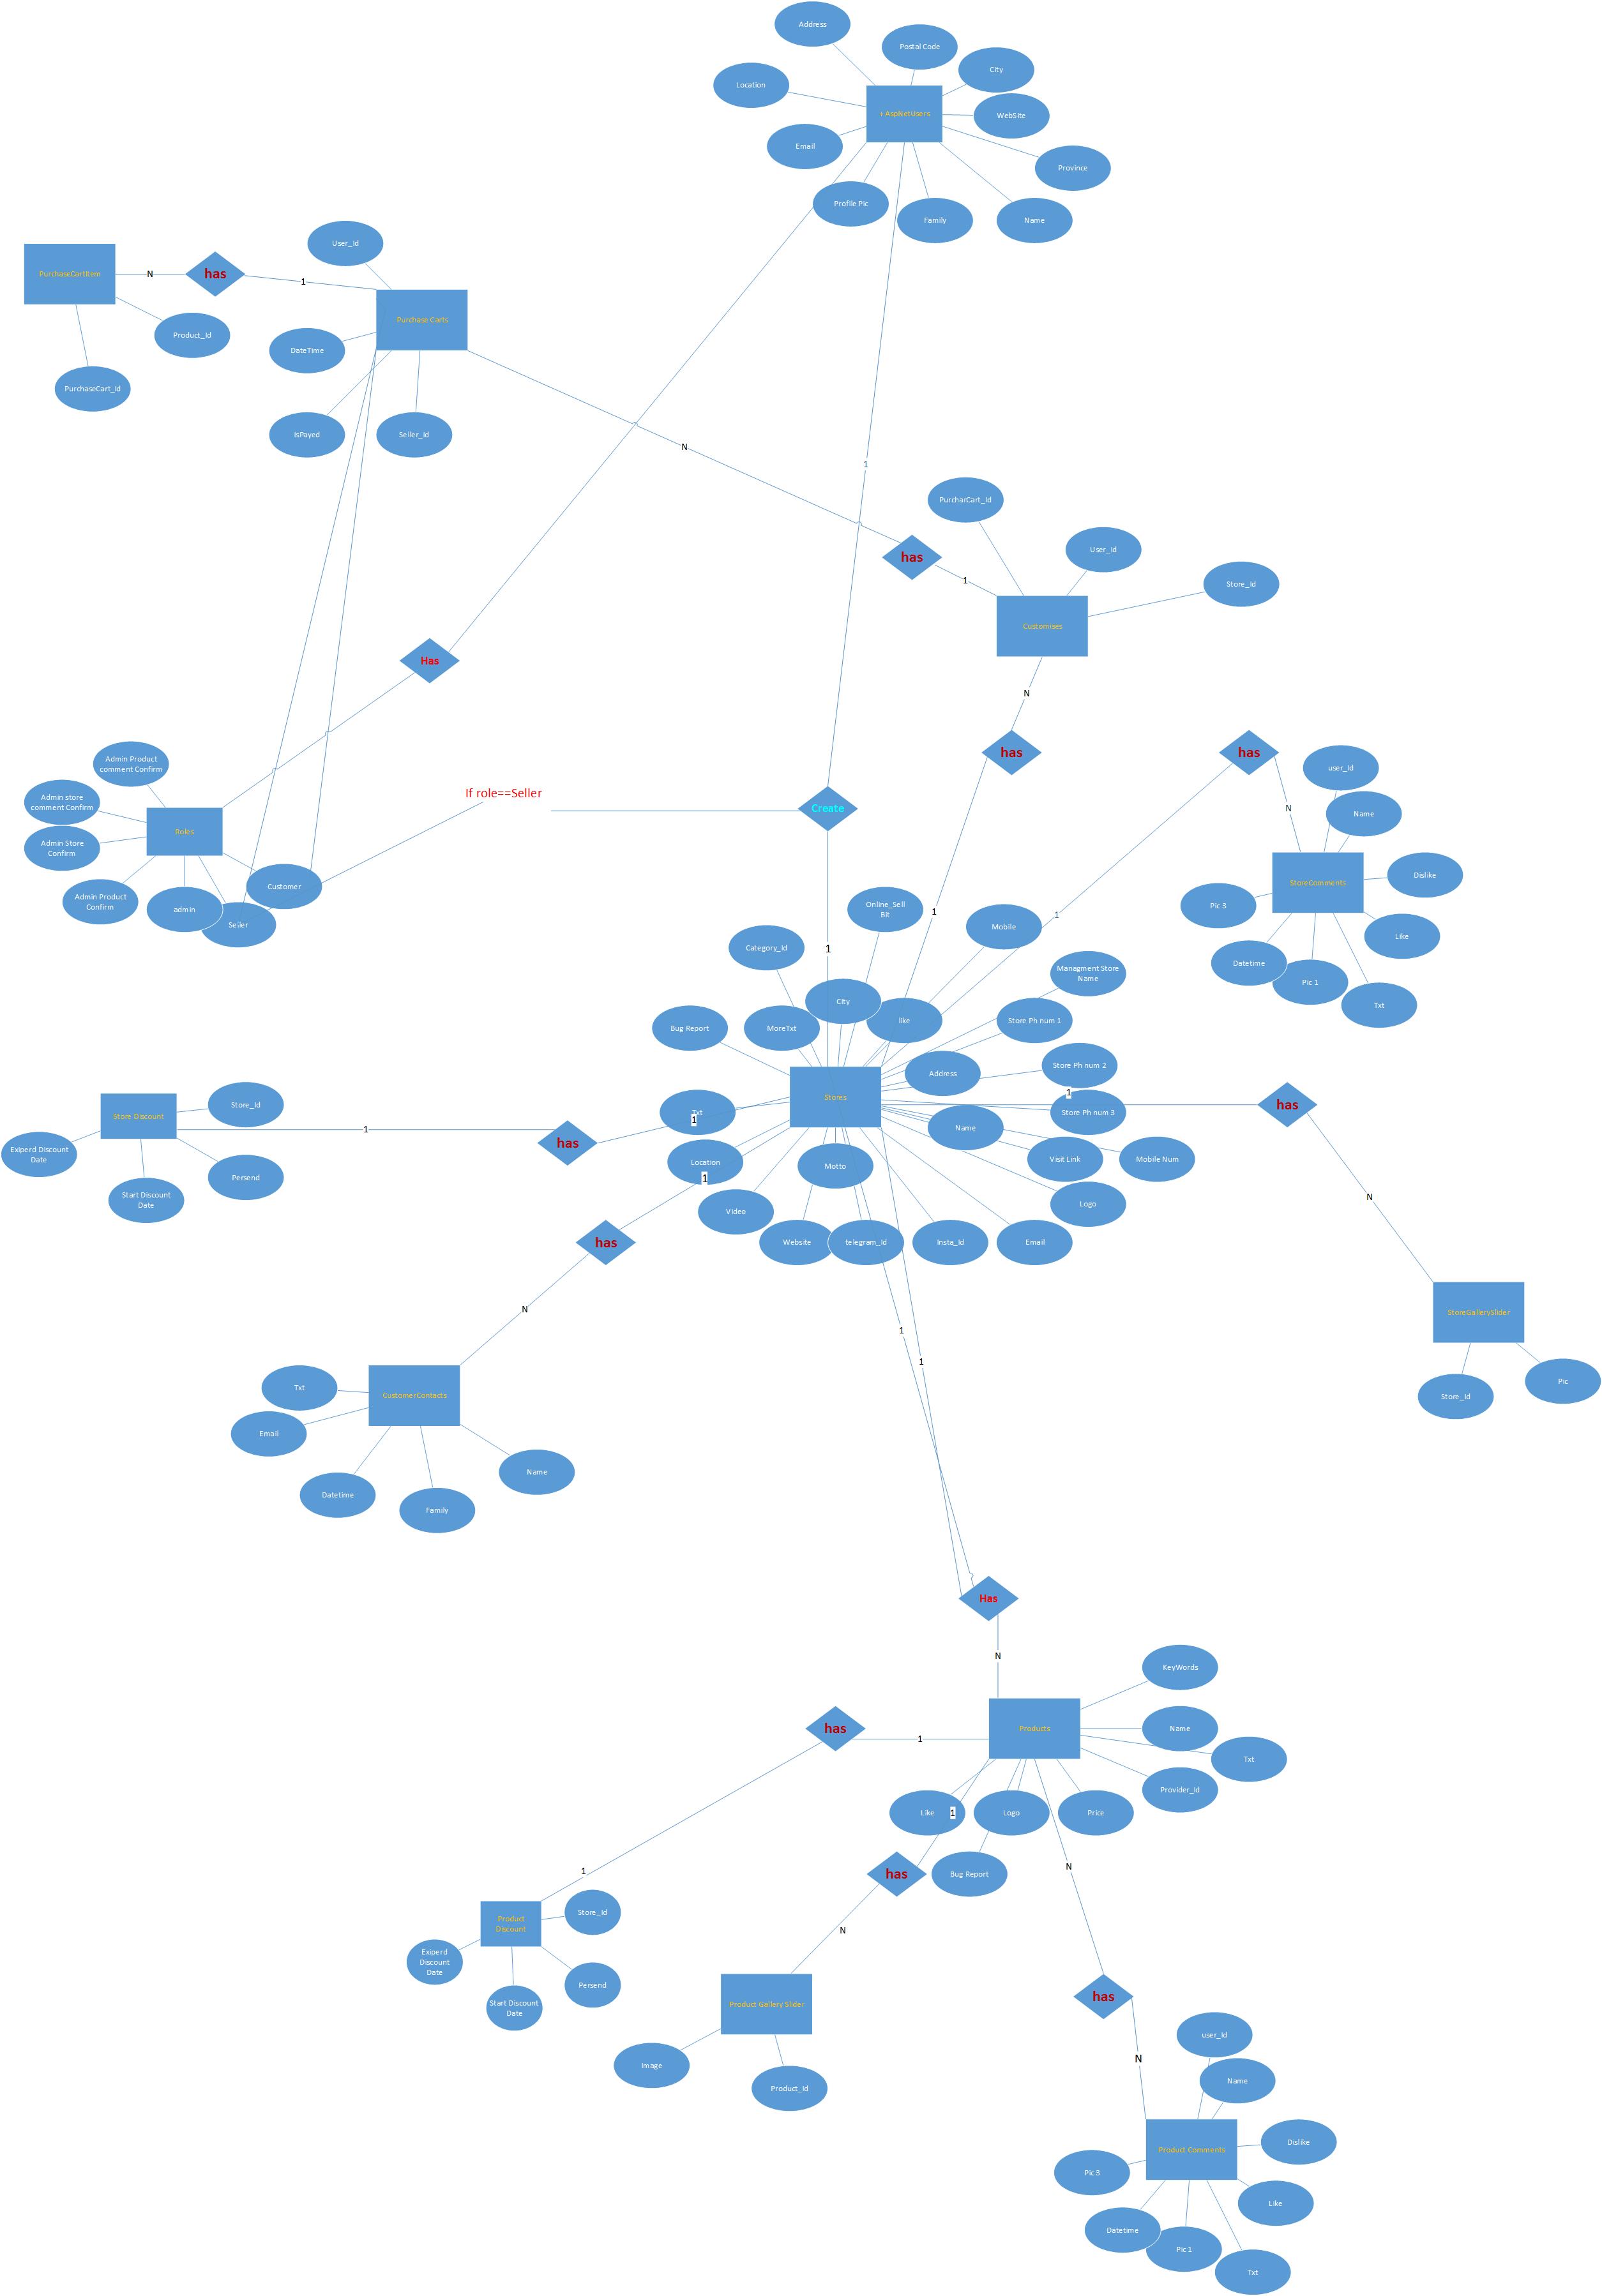 Address
Postal Code
City
Location
+ AspNetUsers
WebSite
Email
Province
Profile Pic
Family
Name
User_Id
PurchaseCartItem
N
has
1
Purchase Carts
Product_Id
DateTime
PurchaseCart_Id
IsPayed
Seller_Id
N
1
PurcharCart_Id
has
User_Id
1
Store_Id
Customises
Has
N
has
has
user_Id
Admin Product
comment Confirm
If role==Seller
Admin store
comment Confirm
Create
N
Name
Roles
Admin Store
Confirm
StoreComments
Dislike
Customer
Admin Product
Confirm
admin
Seller
Pic 3
Online_Sell
Bit
1
1
Mobile
Like
Category_Id
1
Datetime
Pic 1
Managment Store
Name
City
Txt
Bug Report
MoreTxt
like
Store Ph num 1
Address
Store Ph num 2
1
Store_Id
Stores
has
Store Discount
Txt
1
Store Ph num 3
1
has
Name
Exiperd Discount
Date
Location
Motto
Visit Link
Mobile Num
Persend
1
Start Discount
Date
Video
Logo
N
has
Website
telegram_Id
Insta_Id
Email
N
1
StoreGallerySlider
1
Txt
CustomerContacts
Store_Id
Pic
Email
Name
Datetime
Family
Has
N
KeyWords
has
1
Products
Name
Txt
Provider_Id
Like
1
Logo
Price
1
has
Bug Report
N
Product
Discount
Store_Id
N
Exiperd
Discount
Date
Persend
Start Discount
Date
Product Gallery Slider
has
user_Id
N
Image
Product_Id
Name
Product Comments
Dislike
Pic 3
Like
Datetime
Pic 1
Txt